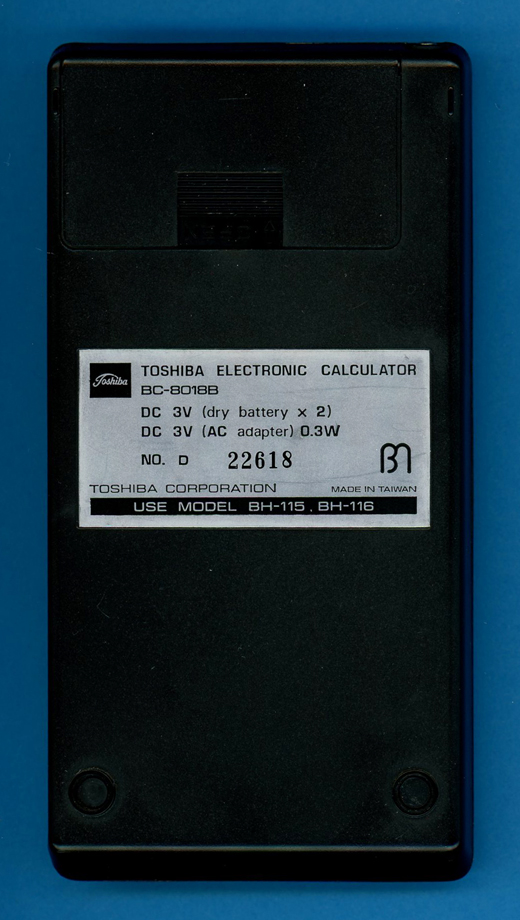 Toshiba
TOSHIBA ELECTRONIC CALCULATOR
BC-8018B
DC 3V (dry battery × 2)
DC 3V (AC adapter) 0.3W
NO. D 22618
TOSHIBA CORPORATION MADE IN TAIWAN
USE MODEL BH-115 , BH-116